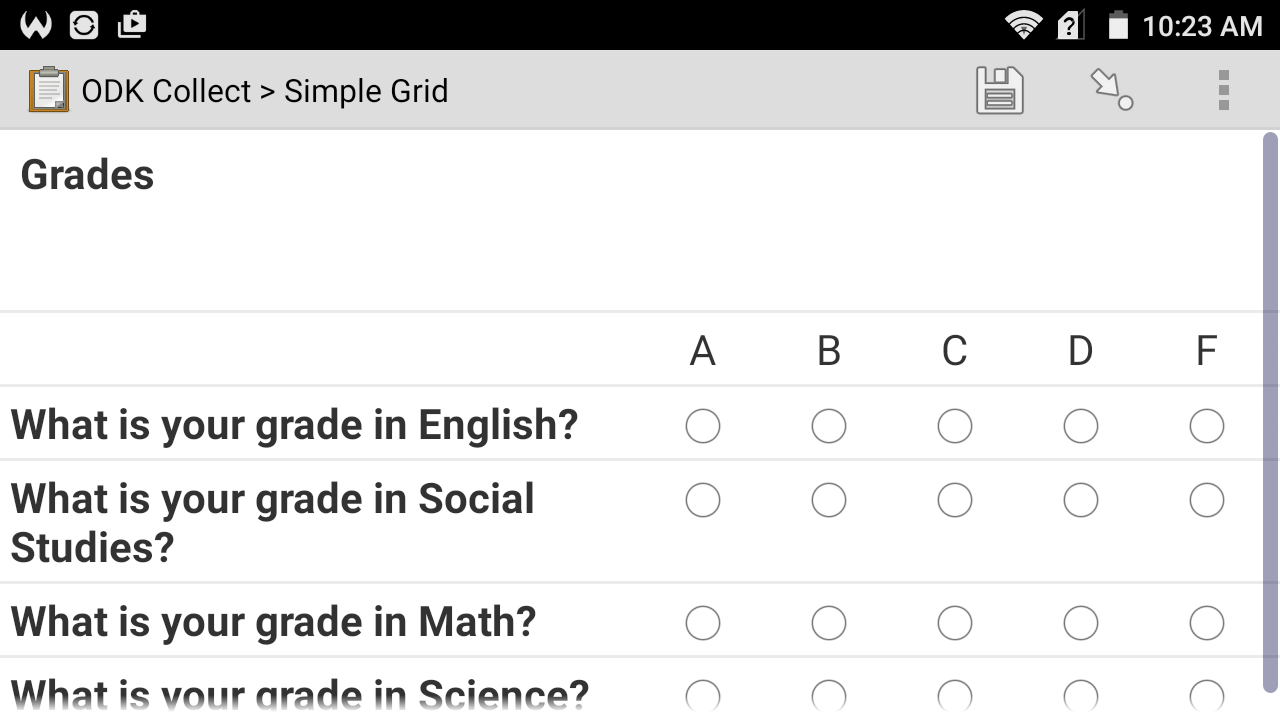 10:23 AM
ODK Collect > Simple Grid
Grades
A B C D F
What is your grade in English?
What is your grade in Social
Studies?
What is your grade in Math?
What is your grade in Science?